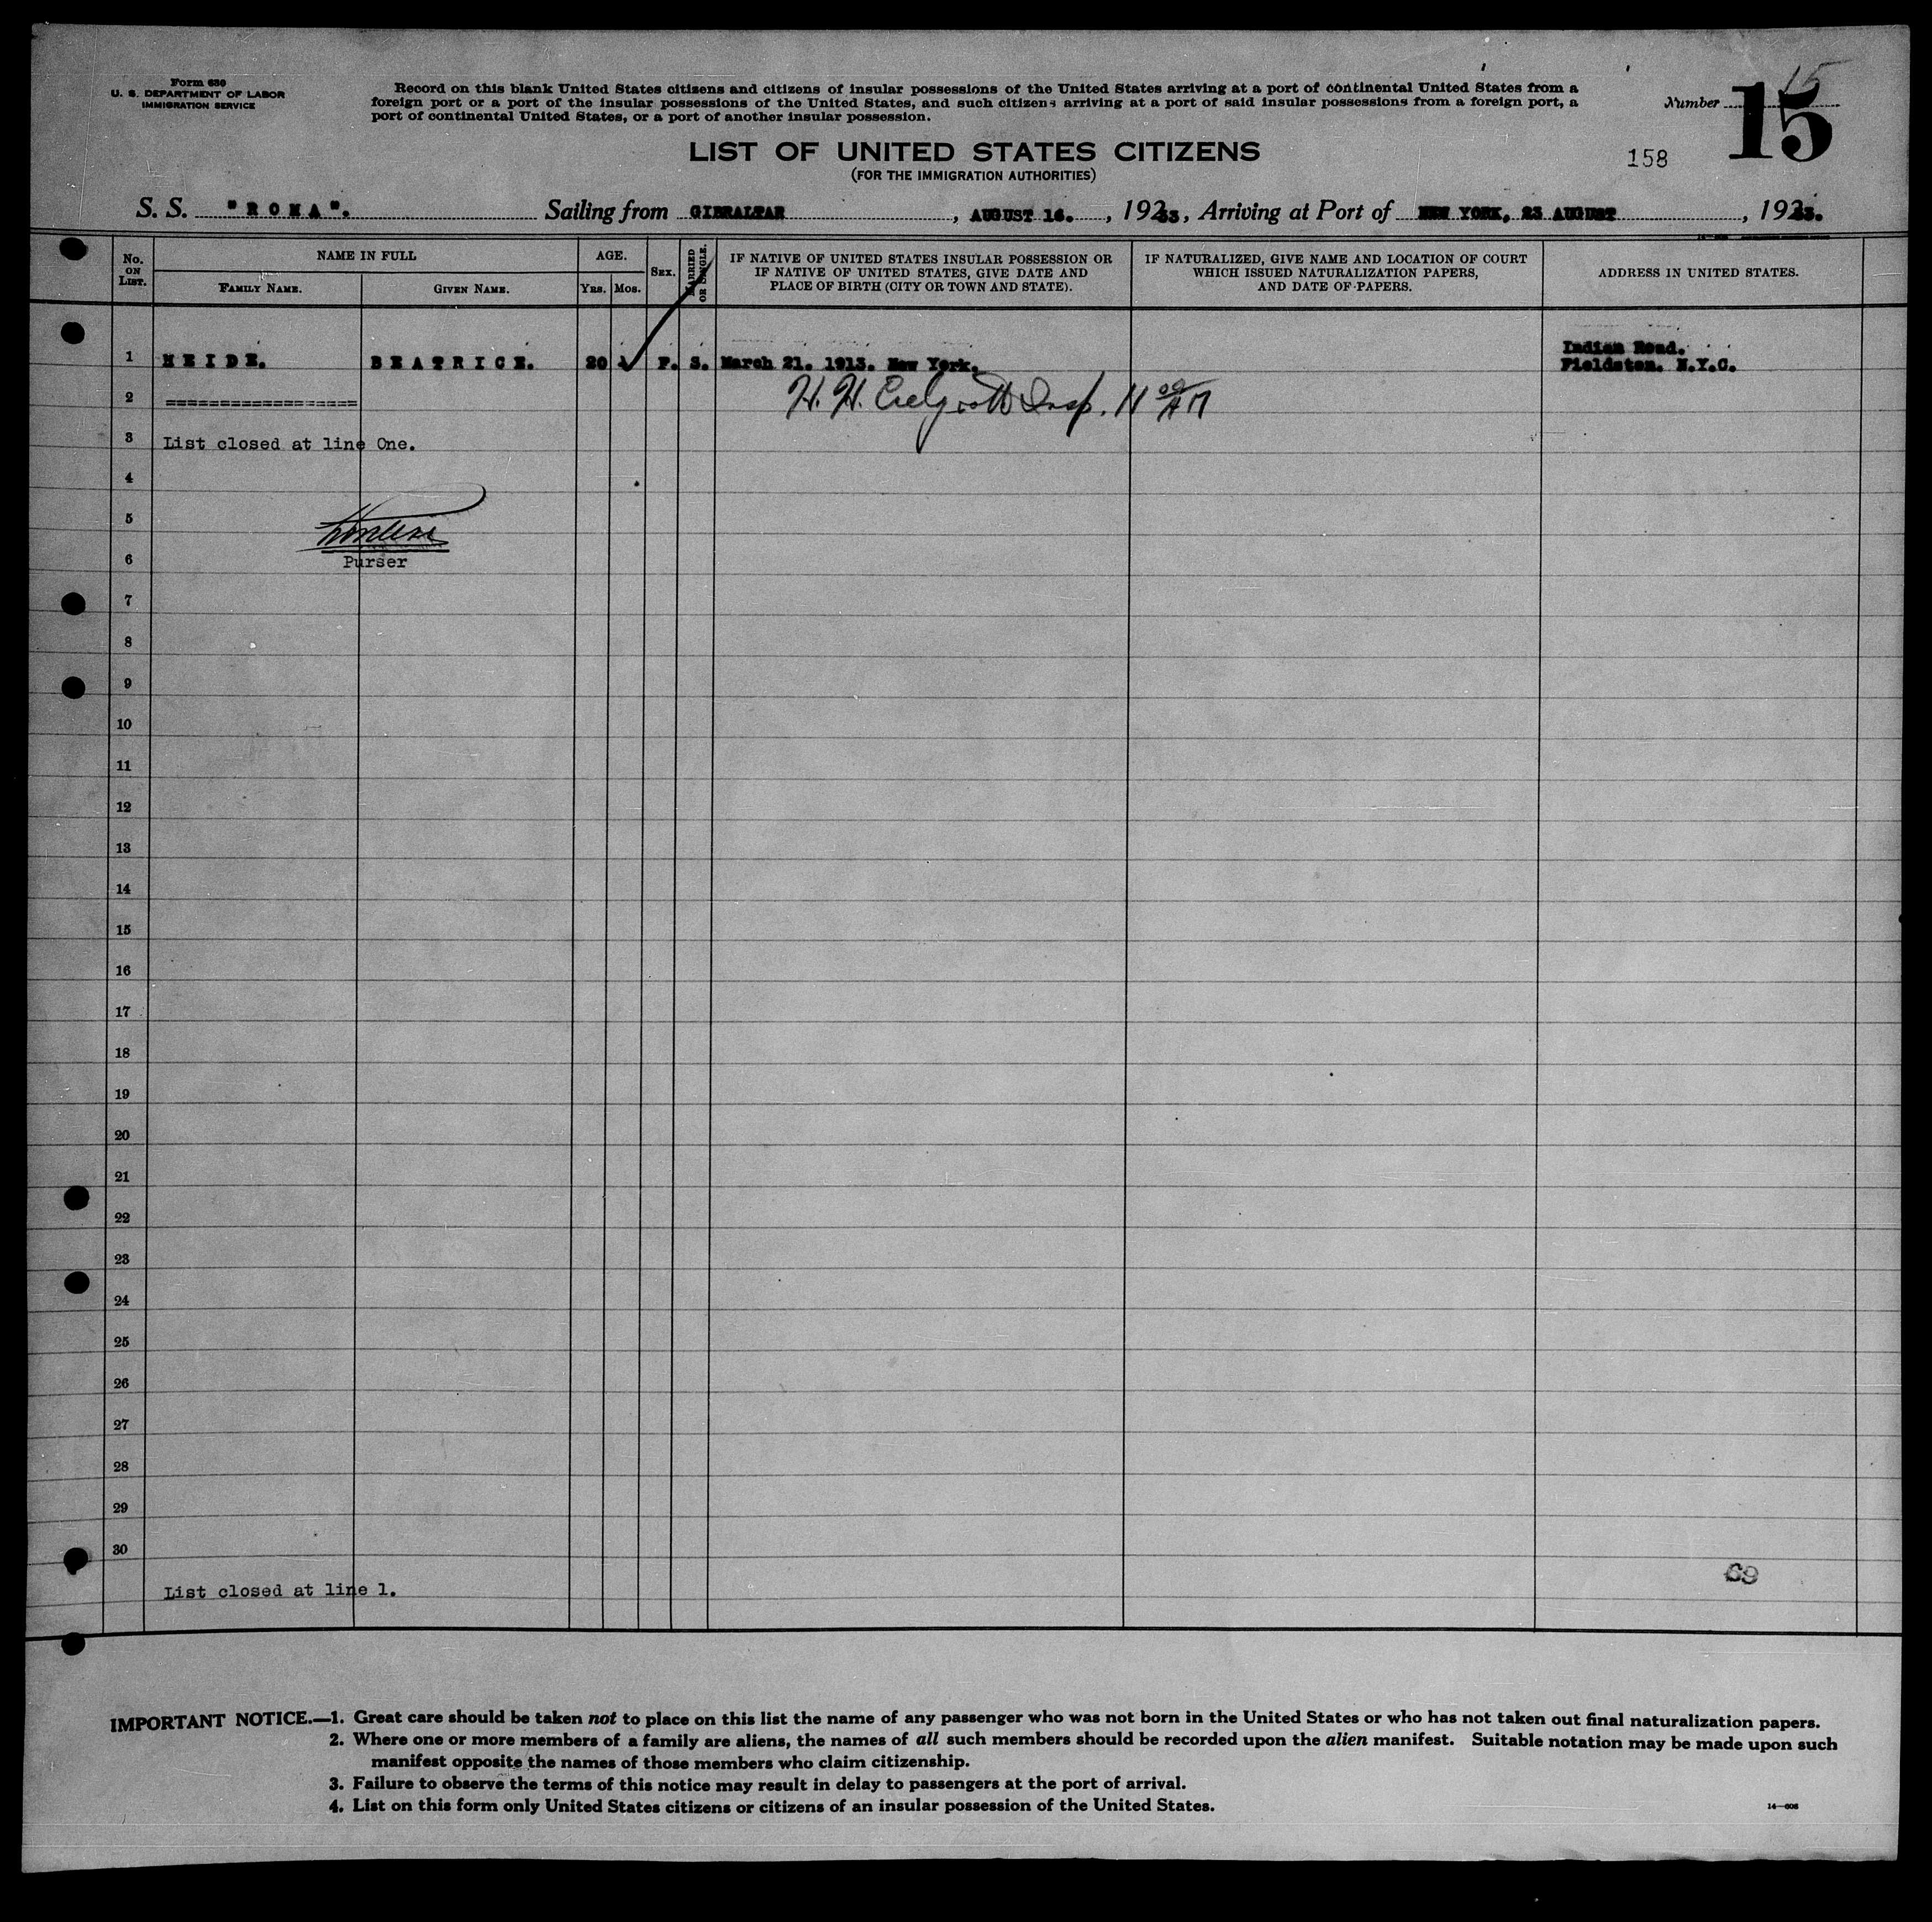 Form 630
U. S. DEPARTMENT OF LABOR
IMMIGRATION SERVICE
Record on this blank United States citizens and citizens of insular possessions of the United States arriving at a port of continental United States from a
foreign port or a port of the insular possessions of the United States, and such citizens arriving at a port of said insular possessions from a foreign port, a
port of continental United States, or a port of another insular possession.
Number 15
15
158
LIST OF UNITED STATES CITIZENS
(FOR THE IMMIGRATION AUTHORITIES)
S. S. "ROMA". Sailing from GIBRALTAR, AUGUST 16., 1933, Arriving at Port of NEW YORK, 23 AUGUST, 1933.
No. ON LIST.
NAME IN FULL
FAMILY NAME.
GIVEN NAME.
AGE.
Yrs. Mos.
SEX.
MARRIED OR SINGLE.
IF NATIVE OF UNITED STATES INSULAR POSSESSION OR
IF NATIVE OF UNITED STATES, GIVE DATE AND
PLACE OF BIRTH (CITY OR TOWN AND STATE).
IF NATURALIZED, GIVE NAME AND LOCATION OF COURT
WHICH ISSUED NATURALIZATION PAPERS,
AND DATE OF PAPERS.
ADDRESS IN UNITED STATES.
Indian Road.
1 HEIDE. BEATRICE. 20 F. S. March 21. 1913. New York. Fieldston. N.Y.C.
2 ==================
H. H. Insp. 11 00 AM
3 List closed at line One.
4
5
6 Purser
7
8
9
10
11
12
13
14
15
16
17
18
19
20
21
22
23
24
25
26
27
28
29
30
69
List closed at line 1.
IMPORTANT NOTICE.—1. Great care should be taken not to place on this list the name of any passenger who was not born in the United States or who has not taken out final naturalization papers.
2. Where one or more members of a family are aliens, the names of all such members should be recorded upon the alien manifest. Suitable notation may be made upon such
manifest opposite the names of those members who claim citizenship.
3. Failure to observe the terms of this notice may result in delay to passengers at the port of arrival.
4. List on this form only United States citizens or citizens of an insular possession of the United States.
14—608